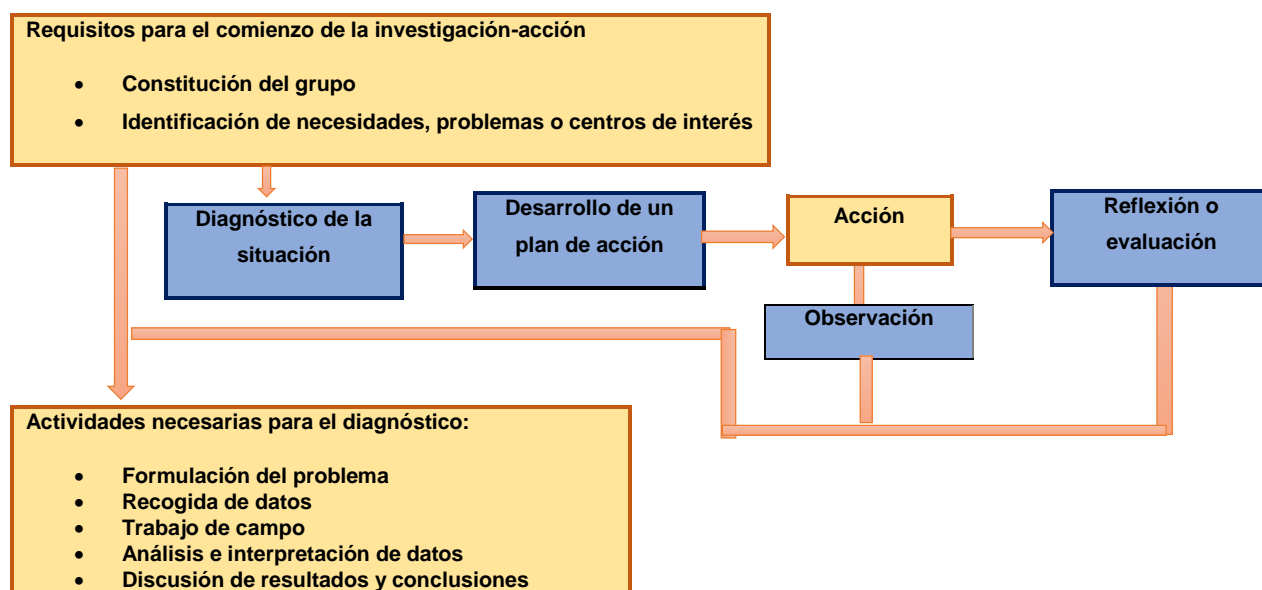 Requisitos para el comienzo de la investigación-acción
• Constitución del grupo
• Identificación de necesidades, problemas o centros de interés
Diagnóstico de la
situación
Desarrollo de un
plan de acción
Acción
Reflexión o
evaluación
Observación
Actividades necesarias para el diagnóstico:
• Formulación del problema
• Recogida de datos
• Trabajo de campo
• Análisis e interpretación de datos
• Discusión de resultados y conclusiones